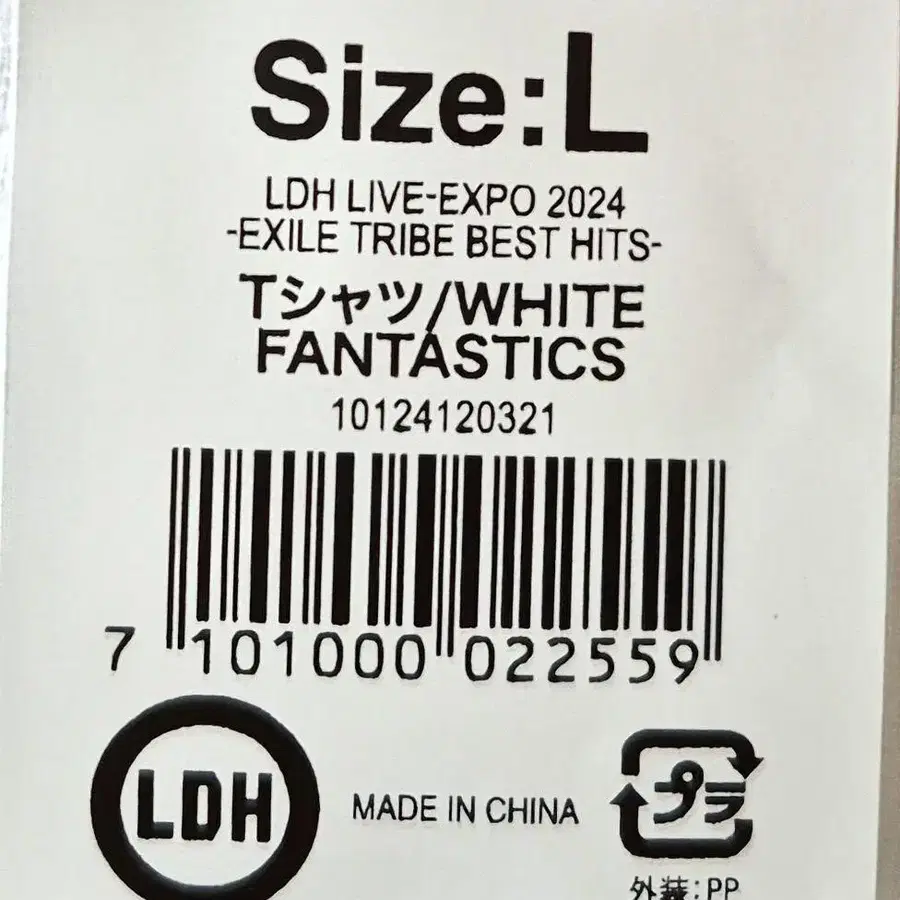 Size:L
LDH LIVE-EXPO 2024
-EXILE TRIBE BEST HITS-
Tシャツ/WHITE
FANTASTICS
10124120321
7 101000 022559
LDH
MADE IN CHINA
プラ
外装:PP